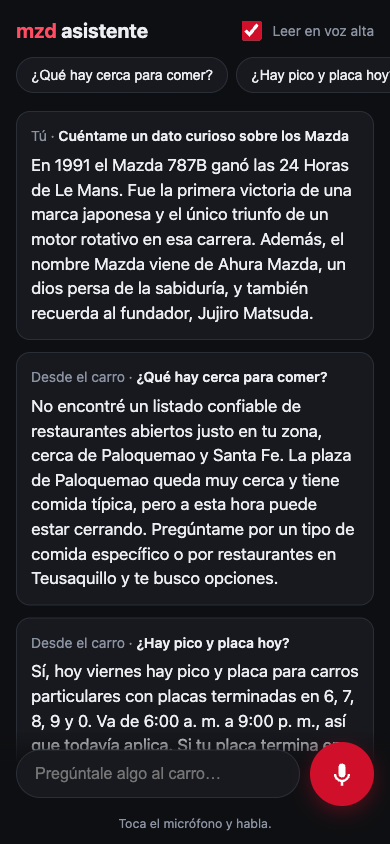 mzd asistente
Leer en voz alta
¿Qué hay cerca para comer?
¿Hay pico y placa hoy
Tú · Cuéntame un dato curioso sobre los Mazda
En 1991 el Mazda 787B ganó las 24 Horas
de Le Mans. Fue la primera victoria de una
marca japonesa y el único triunfo de un
motor rotativo en esa carrera. Además, el
nombre Mazda viene de Ahura Mazda, un
dios persa de la sabiduría, y también
recuerda al fundador, Jujiro Matsuda.
Desde el carro · ¿Qué hay cerca para comer?
No encontré un listado confiable de
restaurantes abiertos justo en tu zona,
cerca de Paloquemao y Santa Fe. La plaza
de Paloquemao queda muy cerca y tiene
comida típica, pero a esta hora puede
estar cerrando. Pregúntame por un tipo de
comida específico o por restaurantes en
Teusaquillo y te busco opciones.
Desde el carro · ¿Hay pico y placa hoy?
Sí, hoy viernes hay pico y placa para carros
particulares con placas terminadas en 6, 7,
8, 9 y 0. Va de 6:00 a. m. a 9:00 p. m., así
que todavía aplica. Si tu placa termina
Pregúntale algo al carro…
Toca el micrófono y habla.